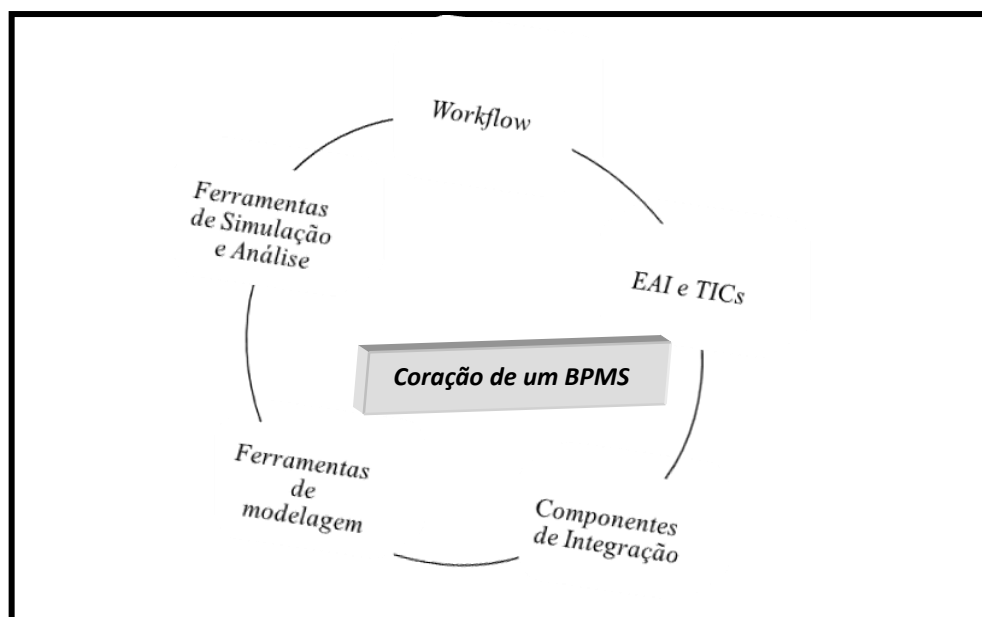 Workflow
Ferramentas
de Simulação
e Análise
EAI e TICs
Coração de um BPMS
Ferramentas
de
modelagem
Componentes
de Integração